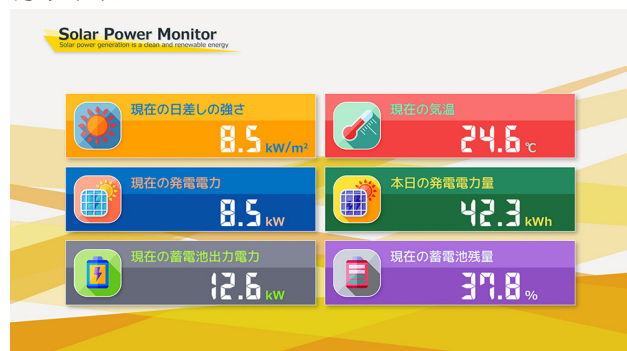 Solar Power Monitor
Solar power generation is a clean and renewable energy
現在の日差しの強さ
8.5 kW/m²
現在の気温
24.6 ℃
現在の発電電力
8.5 kW
本日の発電電力量
42.3 kWh
現在の蓄電池出力電力
12.6 kW
現在の蓄電池残量
37.8 %